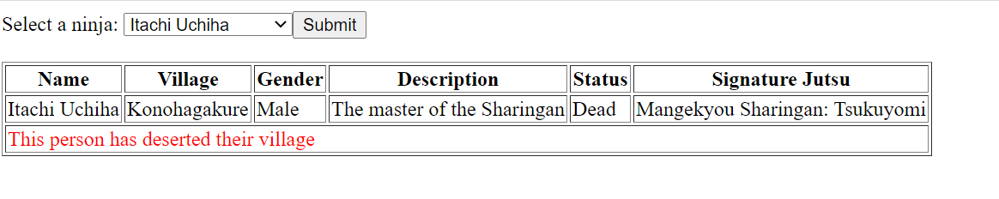 Select a ninja: Itachi Uchiha Submit
Name Village Gender Description Status Signature Jutsu
Itachi Uchiha Konohagakure Male The master of the Sharingan Dead Mangekyou Sharingan: Tsukuyomi
This person has deserted their village